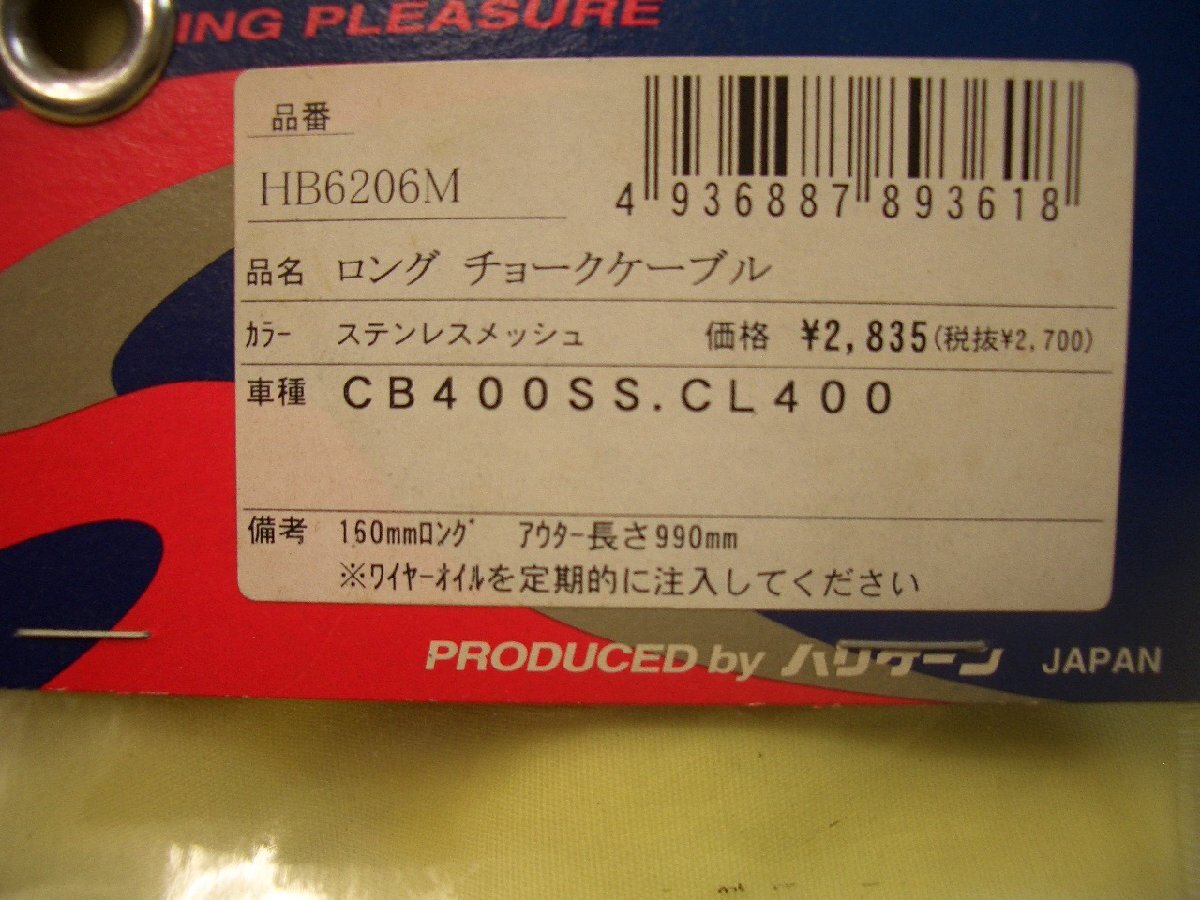 ING PLEASURE
品番
HB6206M
4 936887 893618
品名 ロング チョークケーブル
ｶﾗｰ ステンレスメッシュ 価格 ¥2,835(税抜¥2,700)
車種 ＣＢ４００ＳＳ.ＣＬ４００
備考 160mmﾛﾝｸﾞ ｱｳﾀｰ長さ990mm
※ﾜｲﾔｰｵｲﾙを定期的に注入してください
PRODUCED by ハリケーン JAPAN